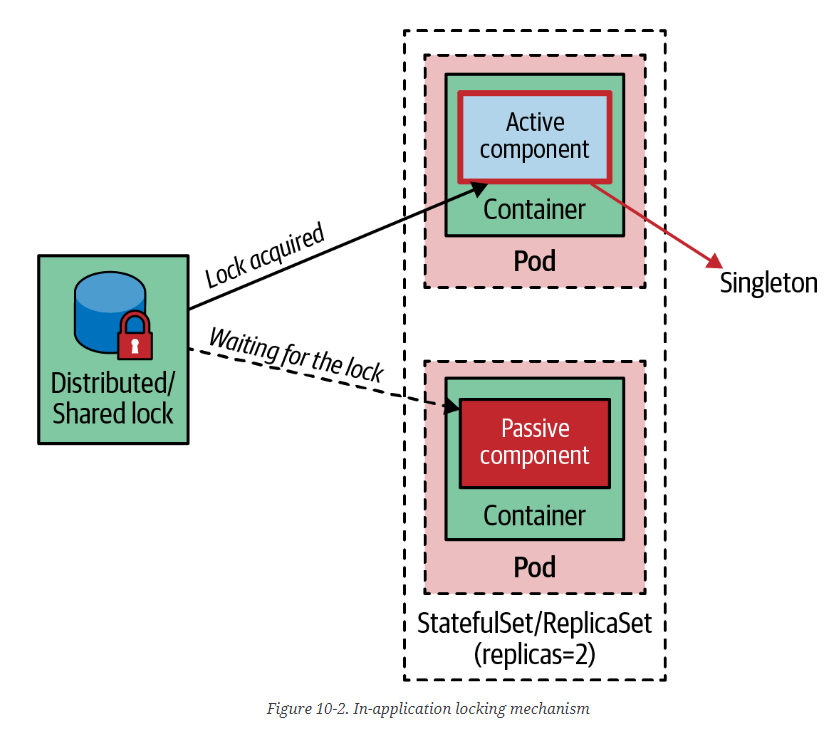 Active
component
Container
Pod
Lock acquired
Singleton
Waiting for the lock
Distributed/
Shared lock
Passive
component
Container
Pod
StatefulSet/ReplicaSet
(replicas=2)
Figure 10-2. In-application locking mechanism